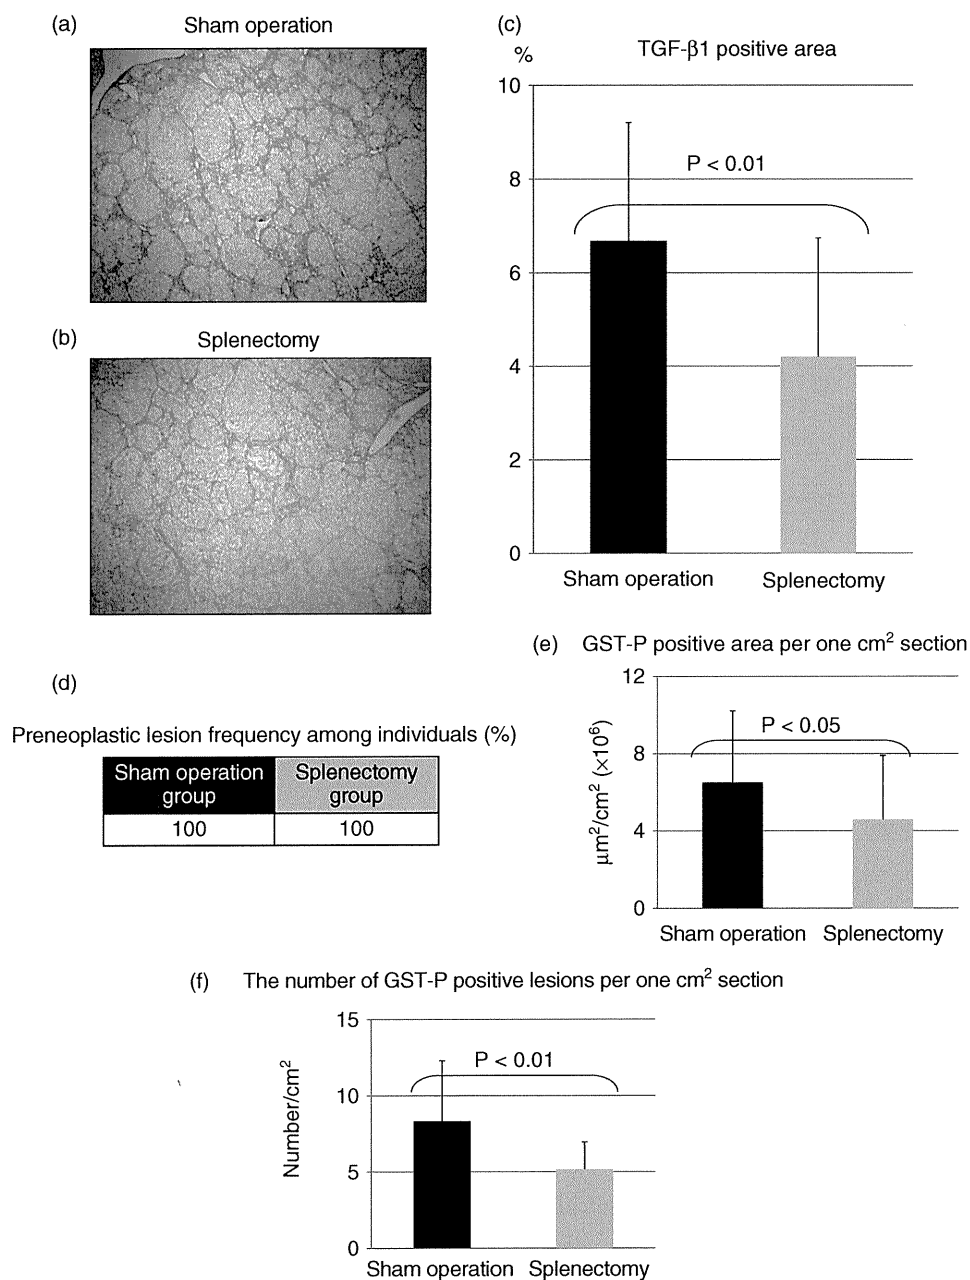 (a)
Sham operation
(b)
Splenectomy
(c)
%
TGF-β1 positive area
10
8
6
4
2
0
P < 0.01
Sham operation
Splenectomy
(d)
Preneoplastic lesion frequency among individuals (%)
Sham operation group
Splenectomy group
100
100
(e)
GST-P positive area per one cm² section
μm²/cm² (×10⁶)
12
8
4
0
P < 0.05
Sham operation
Splenectomy
(f)
The number of GST-P positive lesions per one cm² section
Number/cm²
15
10
5
0
P < 0.01
Sham operation
Splenectomy